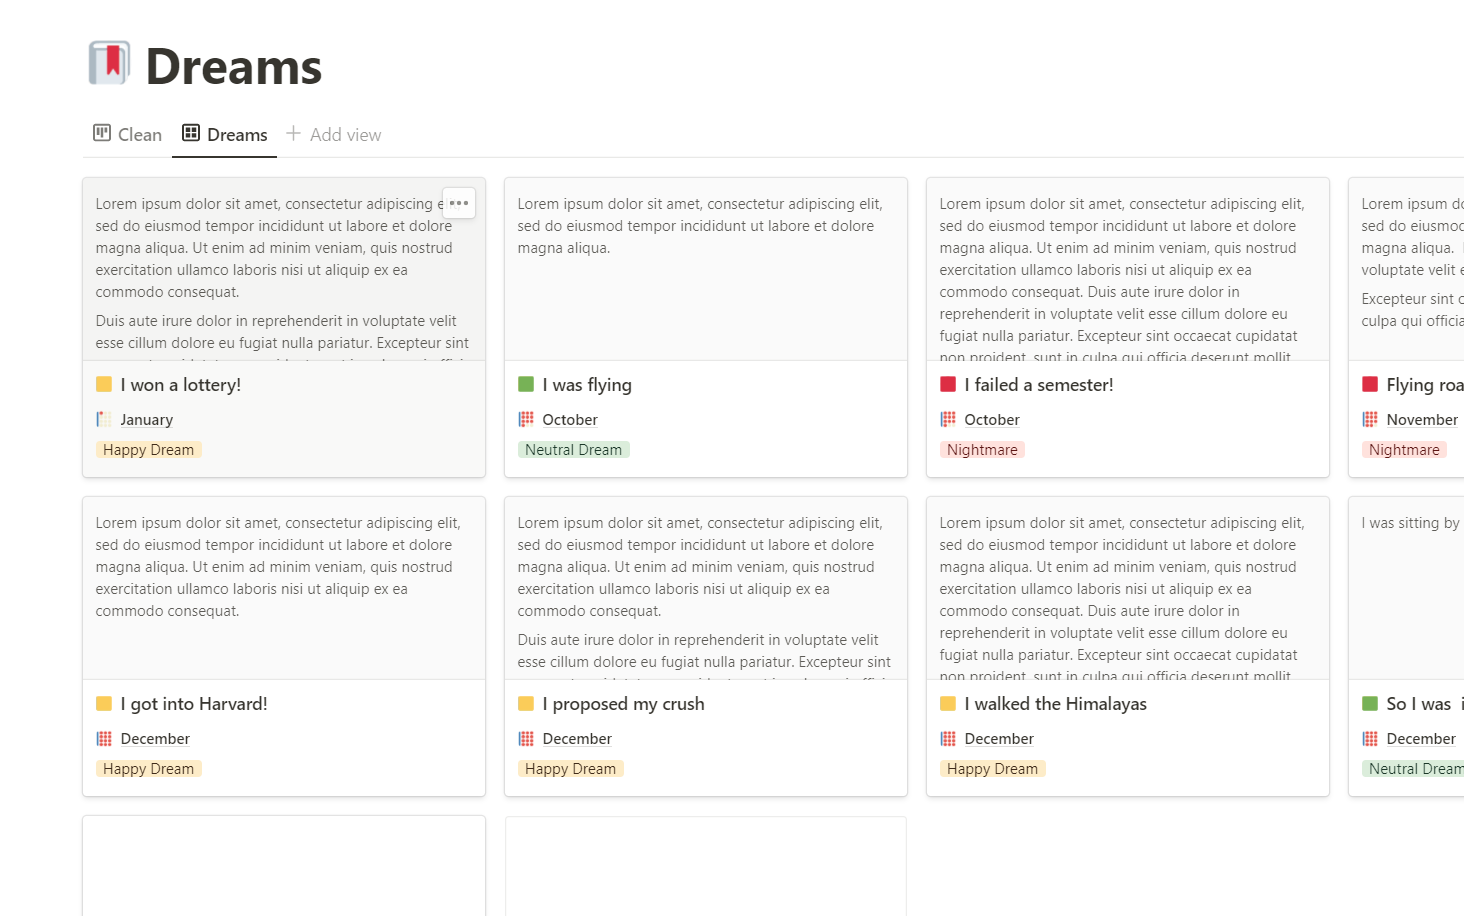 Dreams
Clean
Dreams
Add view
Lorem ipsum dolor sit amet, consectetur adipiscing
sed do eiusmod tempor incididunt ut labore et dolore
magna aliqua. Ut enim ad minim veniam, quis nostrud
exercitation ullamco laboris nisi ut aliquip ex ea
commodo consequat.
Duis aute irure dolor in reprehenderit in voluptate velit
esse cillum dolore eu fugiat nulla pariatur. Excepteur sint
I won a lottery!
January
Happy Dream
Lorem ipsum dolor sit amet, consectetur adipiscing elit,
sed do eiusmod tempor incididunt ut labore et dolore
magna aliqua.
I was flying
October
Neutral Dream
Lorem ipsum dolor sit amet, consectetur adipiscing elit,
sed do eiusmod tempor incididunt ut labore et dolore
magna aliqua. Ut enim ad minim veniam, quis nostrud
exercitation ullamco laboris nisi ut aliquip ex ea
commodo consequat. Duis aute irure dolor in
reprehenderit in voluptate velit esse cillum dolore eu
fugiat nulla pariatur. Excepteur sint occaecat cupidatat
non proident, sunt in culpa qui officia deserunt mollit
I failed a semester!
October
Nightmare
Lorem ipsum
sed do eiusmod
magna aliqua.
voluptate velit
Excepteur sint
culpa qui officia
Flying
November
Nightmare
Lorem ipsum dolor sit amet, consectetur adipiscing elit,
sed do eiusmod tempor incididunt ut labore et dolore
magna aliqua. Ut enim ad minim veniam, quis nostrud
exercitation ullamco laboris nisi ut aliquip ex ea
commodo consequat.
I got into Harvard!
December
Happy Dream
Lorem ipsum dolor sit amet, consectetur adipiscing elit,
sed do eiusmod tempor incididunt ut labore et dolore
magna aliqua. Ut enim ad minim veniam, quis nostrud
exercitation ullamco laboris nisi ut aliquip ex ea
commodo consequat.
Duis aute irure dolor in reprehenderit in voluptate velit
esse cillum dolore eu fugiat nulla pariatur. Excepteur sint
I proposed my crush
December
Happy Dream
Lorem ipsum dolor sit amet, consectetur adipiscing elit,
sed do eiusmod tempor incididunt ut labore et dolore
magna aliqua. Ut enim ad minim veniam, quis nostrud
exercitation ullamco laboris nisi ut aliquip ex ea
commodo consequat. Duis aute irure dolor in
reprehenderit in voluptate velit esse cillum dolore eu
fugiat nulla pariatur. Excepteur sint occaecat cupidatat
non proident, sunt in culpa qui officia deserunt mollit
I walked the Himalayas
December
Happy Dream
I was sitting by
So I was
December
Neutral Dream